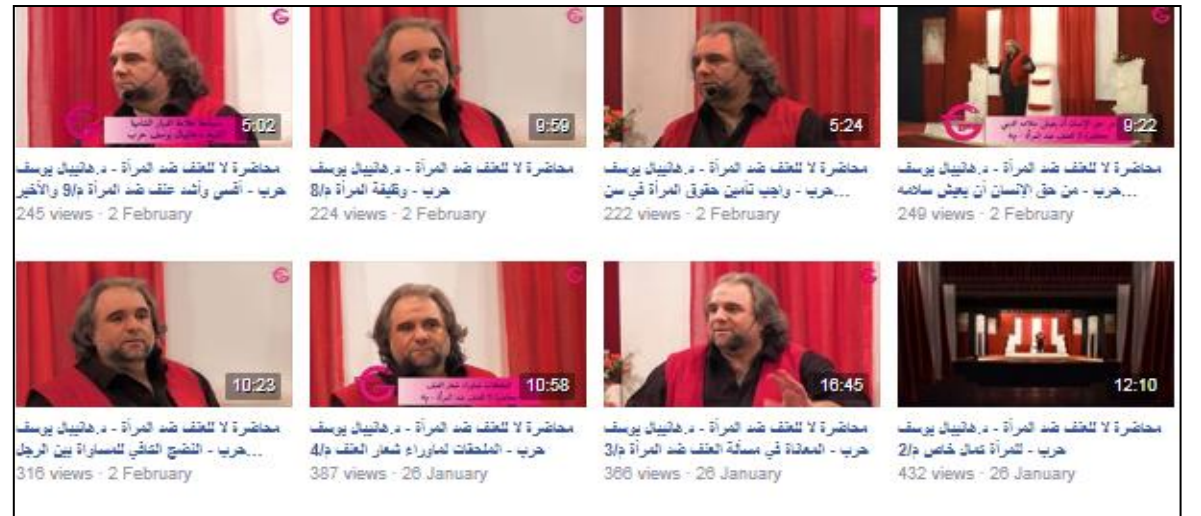 5:02
محاضرة لا للعنف ضد المرأة - د.هانيبال يوسف
حرب - أقسى وأشد عنف ضد المرأة م/9 والأخير
245 views · 2 February
9:59
محاضرة لا للعنف ضد المرأة - د.هانيبال يوسف
حرب - وظيفة المرأة م/8
224 views · 2 February
5:24
محاضرة لا للعنف ضد المرأة - د.هانيبال يوسف
حرب - واجب تأمين حقوق المرأة في سن...
222 views · 2 February
9:22
محاضرة لا للعنف ضد المرأة - د.هانيبال يوسف
حرب - من حق الإنسان أن يعيش سلامه...
249 views · 2 February
10:23
محاضرة لا للعنف ضد المرأة - د.هانيبال يوسف
حرب - النضج الكافي للمساواة بين الرجل...
316 views · 2 February
10:58
محاضرة لا للعنف ضد المرأة - د.هانيبال يوسف
حرب - الملحقات لماوراء شعار العنف م/4
387 views · 26 January
16:45
محاضرة لا للعنف ضد المرأة - د.هانيبال يوسف
حرب - المعاناة في مسألة العنف ضد المرأة م/3
366 views · 26 January
12:10
محاضرة لا للعنف ضد المرأة - د.هانيبال يوسف
حرب - للمرأة كمال خاص م/2
432 views · 26 January